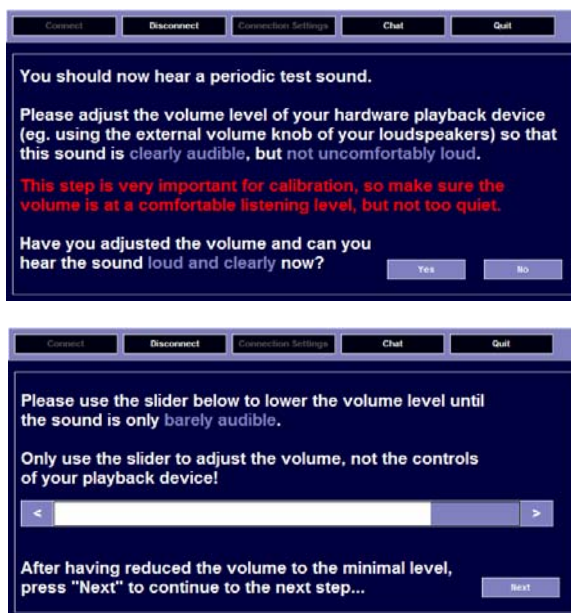 Connect Disconnect Connection Settings Chat Quit
You should now hear a periodic test sound.
Please adjust the volume level of your hardware playback device
(eg. using the external volume knob of your loudspeakers) so that
this sound is clearly audible, but not uncomfortably loud.
This step is very important for calibration, so make sure the
volume is at a comfortable listening level, but not too quiet.
Have you adjusted the volume and can you
hear the sound loud and clearly now?
Yes No
Connect Disconnect Connection Settings Chat Quit
Please use the slider below to lower the volume level until
the sound is only barely audible.
Only use the slider to adjust the volume, not the controls
of your playback device!
< >
After having reduced the volume to the minimal level,
press "Next" to continue to the next step...
Next